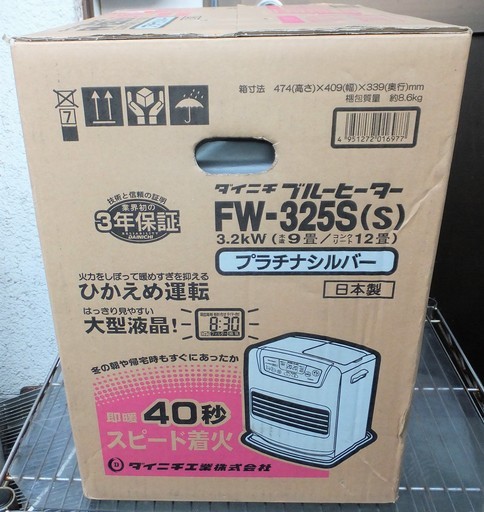 箱寸法 474(高さ)×409(幅)×339(奥行)mm
梱包質量 約8.6kg
7
4 951272 016977
技術と信頼の証明
業界初の
3年保証
RELIABILITY
DAINICHI
ダイニチ ブルーヒーター
FW-325S(S)
3.2kW(木造9畳/コンクリート12畳)
プラチナシルバー
日本製
火力をしぼって暖めすぎを抑える
ひかえめ運転
はっきり見やすい
大型液晶!
8:30
冬の朝や帰宅時もすぐにあったか
即暖 40秒
スピード着火
ダイニチ工業株式会社